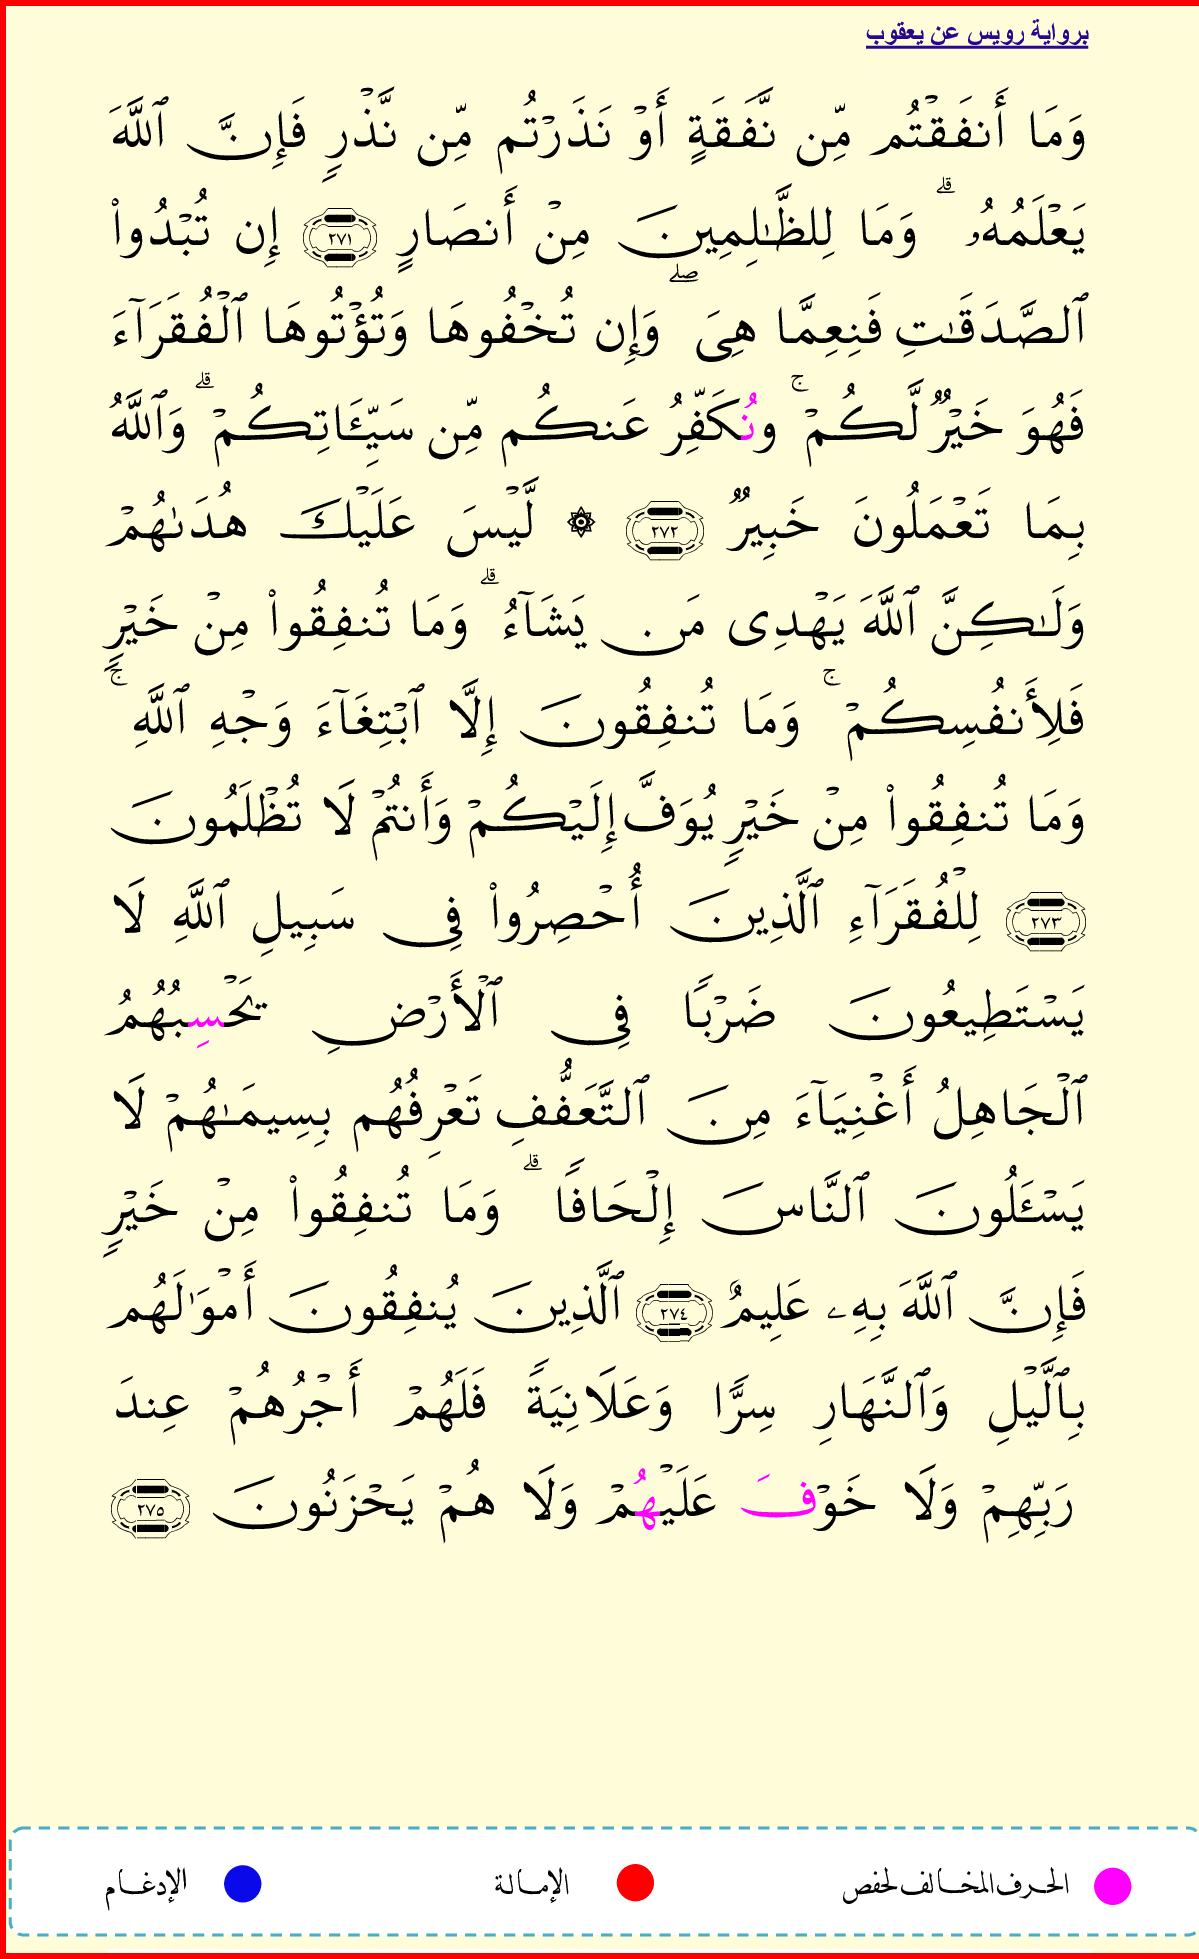 برواية رويس عن يعقوب
وَمَا أَنفَقْتُم مِّن نَّفَقَةٍ أَوْ نَذَرْتُم مِّن نَّذْرٍ فَإِنَّ ٱللَّهَ
يَعْلَمُهُۥ ۗ وَمَا لِلظَّـٰلِمِينَ مِنْ أَنصَارٍ ٢٧١ إِن تُبْدُوا۟
ٱلصَّدَقَـٰتِ فَنِعِمَّا هِىَ ۖ وَإِن تُخْفُوهَا وَتُؤْتُوهَا ٱلْفُقَرَآءَ
فَهُوَ خَيْرٌ لَّكُمْ ۚ ونُكَفِّرُ عَنكُم مِّن سَيِّـَٔاتِكُمْ ۗ وَٱللَّهُ
بِمَا تَعْمَلُونَ خَبِيرٌ ٢٧٢ ۞ لَّيْسَ عَلَيْكَ هُدَىٰهُمْ
وَلَـٰكِنَّ ٱللَّهَ يَهْدِى مَن يَشَآءُ ۗ وَمَا تُنفِقُوا۟ مِنْ خَيْرٍ
فَلِأَنفُسِكُمْ ۚ وَمَا تُنفِقُونَ إِلَّا ٱبْتِغَآءَ وَجْهِ ٱللَّهِ ۚ
وَمَا تُنفِقُوا۟ مِنْ خَيْرٍ يُوَفَّ إِلَيْكُمْ وَأَنتُمْ لَا تُظْلَمُونَ
٢٧٣ لِلْفُقَرَآءِ ٱلَّذِينَ أُحْصِرُوا۟ فِى سَبِيلِ ٱللَّهِ لَا
يَسْتَطِيعُونَ ضَرْبًا فِى ٱلْأَرْضِ يَحْسِبُهُمُ
ٱلْجَاهِلُ أَغْنِيَآءَ مِنَ ٱلتَّعَفُّفِ تَعْرِفُهُم بِسِيمَـٰهُمْ لَا
يَسْـَٔلُونَ ٱلنَّاسَ إِلْحَافًا ۗ وَمَا تُنفِقُوا۟ مِنْ خَيْرٍ
فَإِنَّ ٱللَّهَ بِهِۦ عَلِيمٌ ٢٧٤ ٱلَّذِينَ يُنفِقُونَ أَمْوَٰلَهُم
بِٱلَّيْلِ وَٱلنَّهَارِ سِرًّا وَعَلَانِيَةً فَلَهُمْ أَجْرُهُمْ عِندَ
رَبِّهِمْ وَلَا خَوْفَ عَلَيْهُمْ وَلَا هُمْ يَحْزَنُونَ ٢٧٥
الحرف المخالف لحفص الإمالة الإدغام